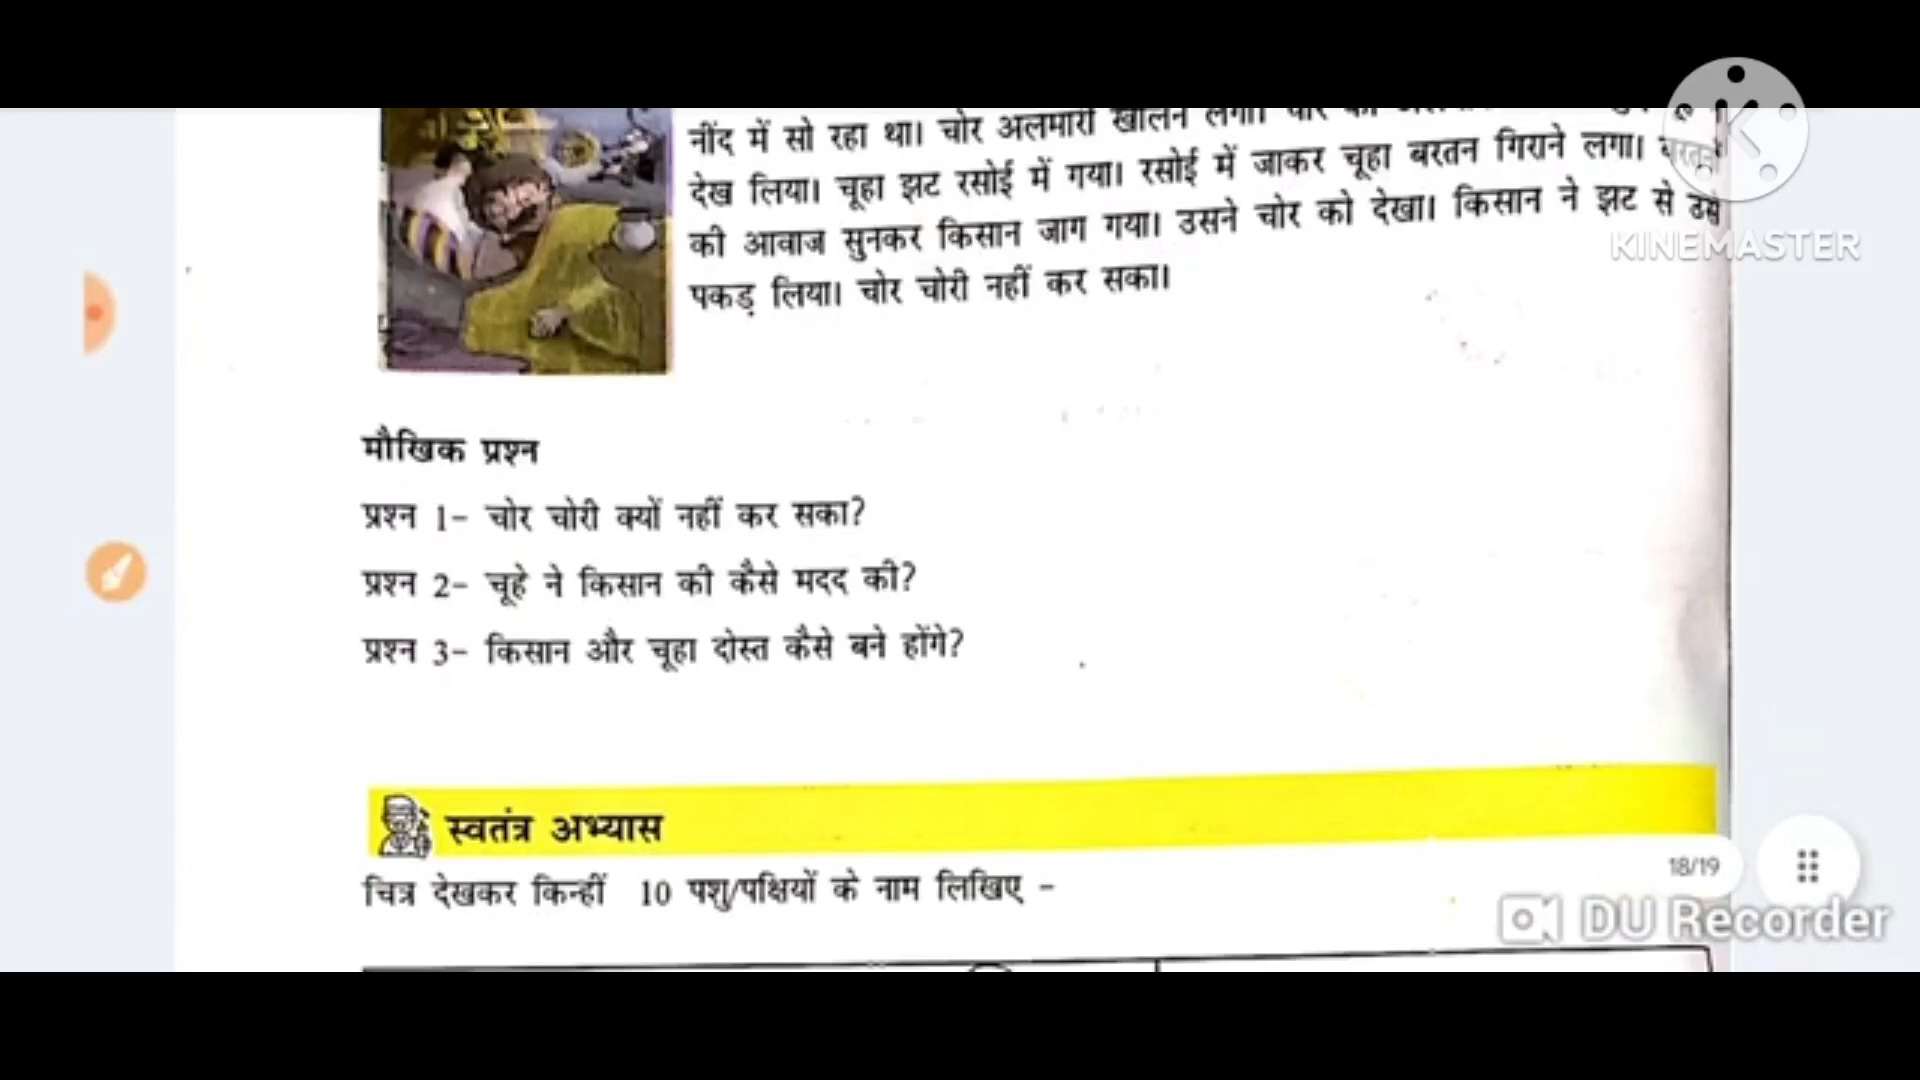 नींद में सो रहा था। चोर अलमारी खोलने लगा। चोर को
देख लिया। चूहा झट रसोई में गया। रसोई में जाकर चूहा बरतन गिराने लगा। बरतन
की आवाज सुनकर किसान जाग गया। उसने चोर को देखा। किसान ने झट से उसे
पकड़ लिया। चोर चोरी नहीं कर सका।
KINEMASTER
मौखिक प्रश्न
प्रश्न 1- चोर चोरी क्यों नहीं कर सका?
प्रश्न 2- चूहे ने किसान की कैसे मदद की?
प्रश्न 3- किसान और चूहा दोस्त कैसे बने होंगे?
स्वतंत्र अभ्यास
18/19
चित्र देखकर किन्हीं 10 पशु/पक्षियों के नाम लिखिए -
DU Recorder